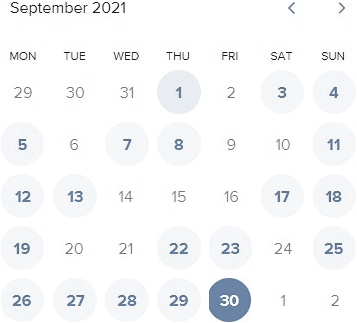 September 2021
MON TUE WED THU FRI SAT SUN
29 30 31 1 2 3 4
5 6 7 8 9 10 11
12 13 14 15 16 17 18
19 20 21 22 23 24 25
26 27 28 29 30 1 2